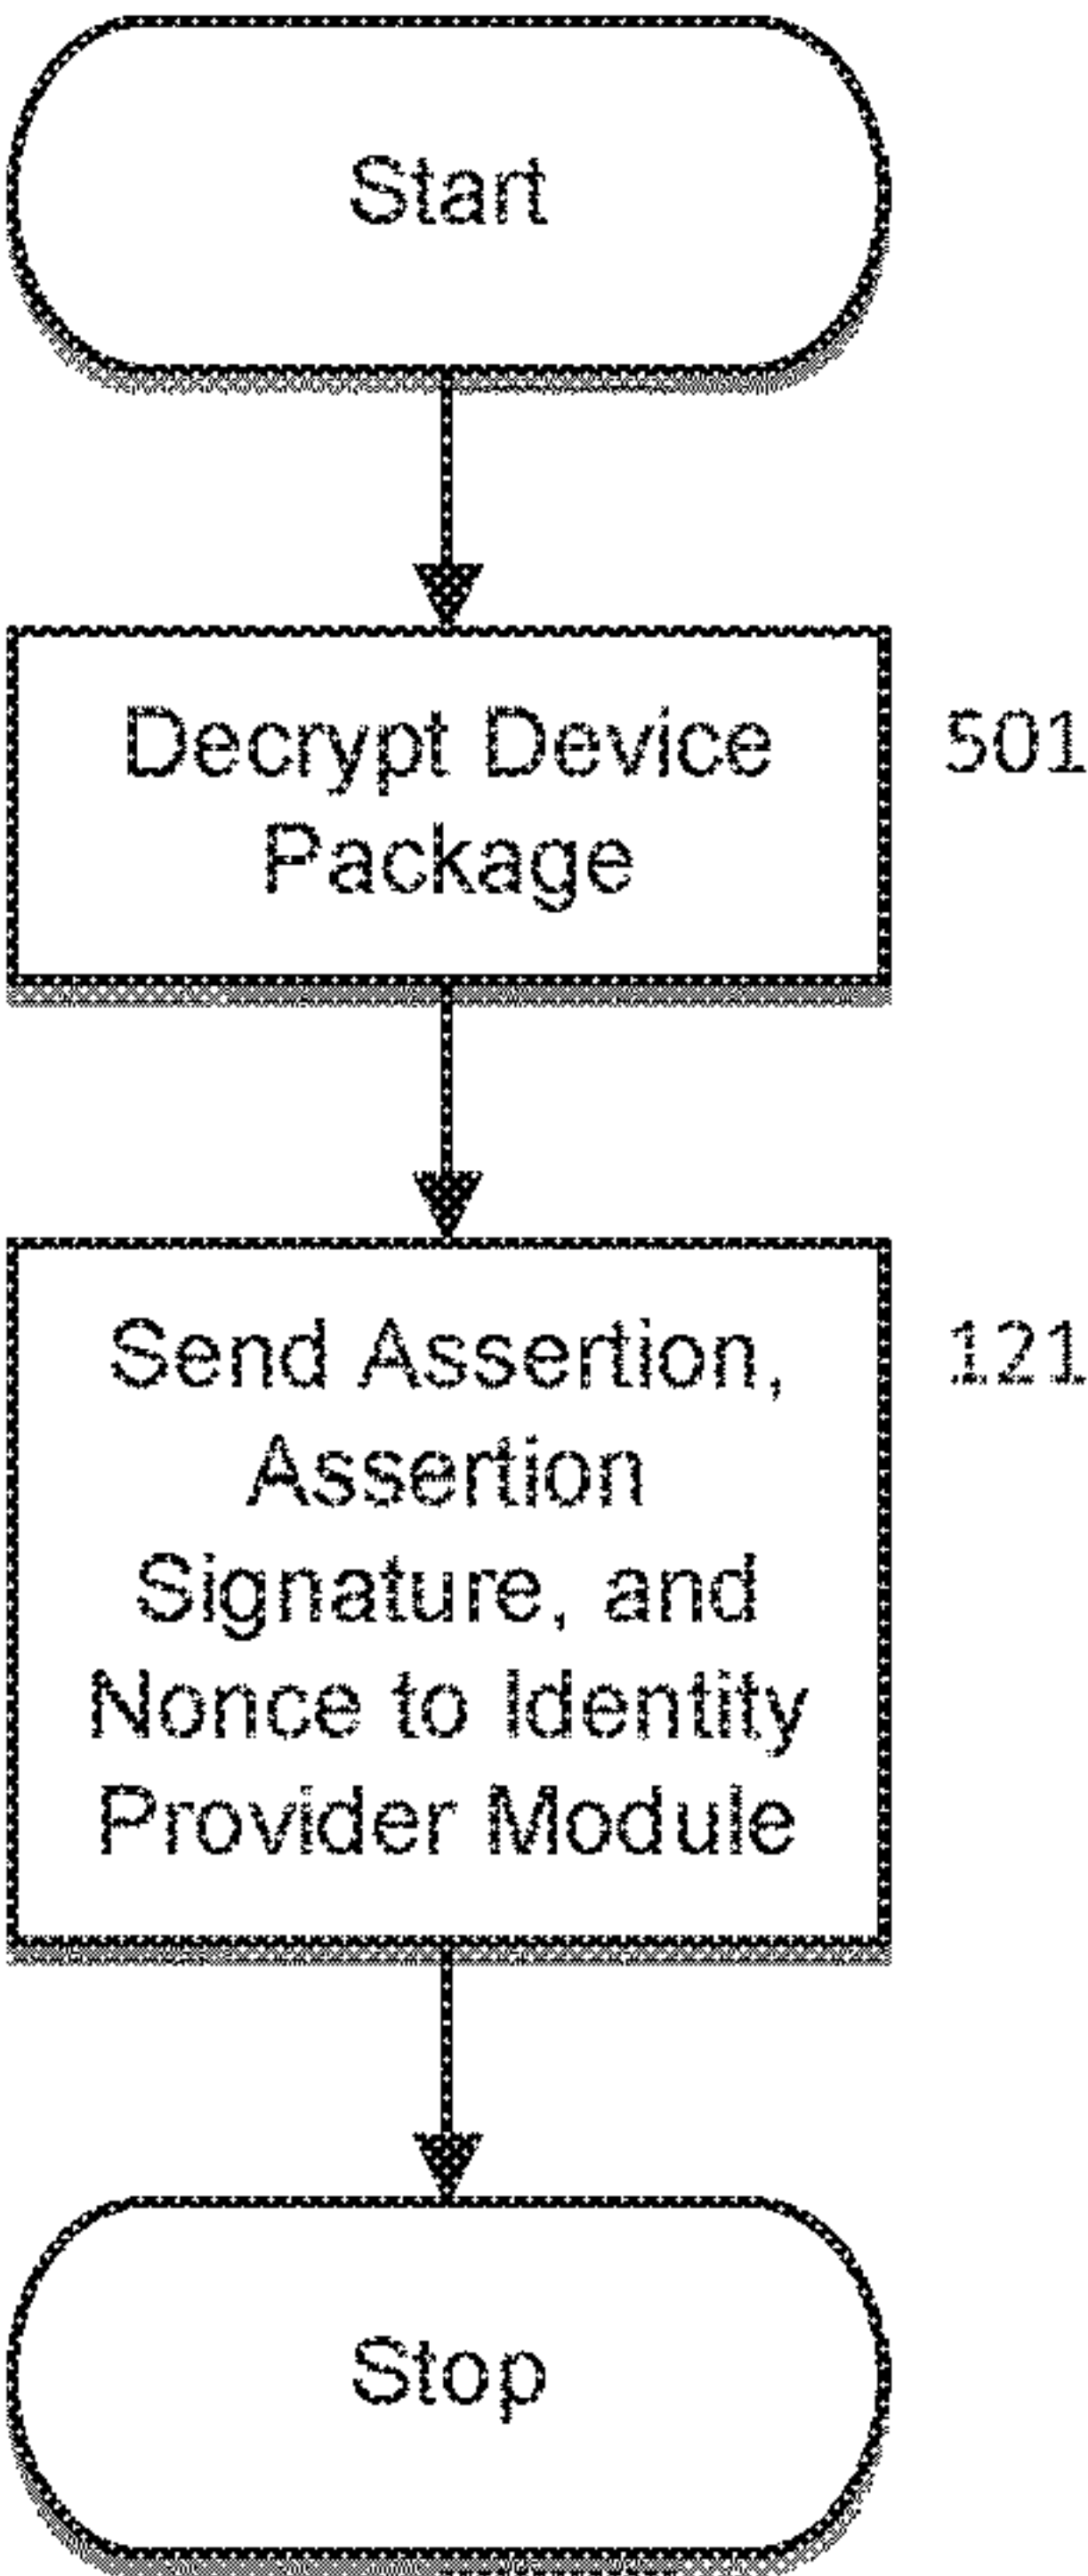 Start
Decrypt Device
Package
501
Send Assertion,
Assertion
Signature, and
Nonce to Identity
Provider Module
121
Stop